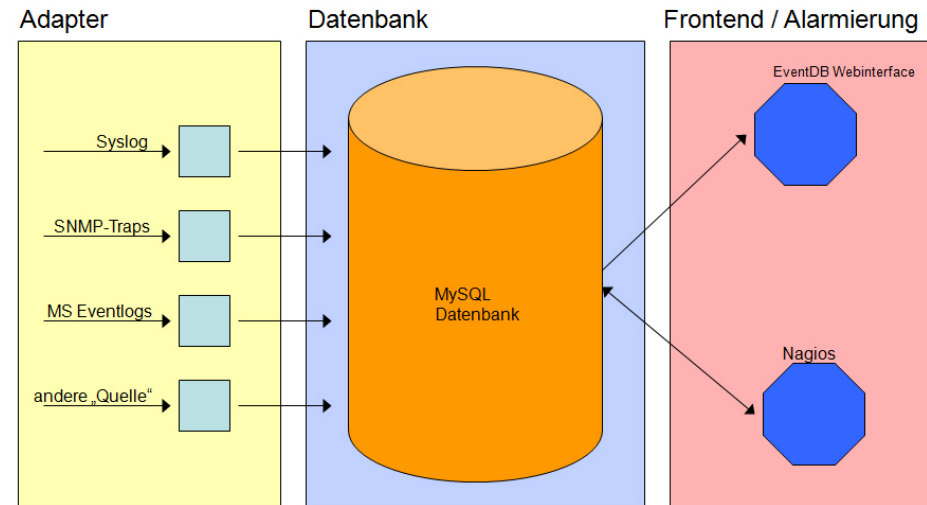 Adapter
Datenbank
Frontend / Alarmierung
EventDB Webinterface
Syslog
SNMP-Traps
MS Eventlogs
andere „Quelle“
MySQL
Datenbank
Nagios